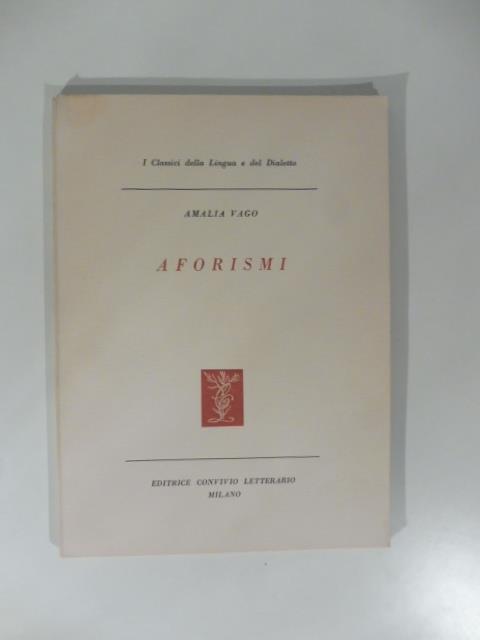 I Classici della Lingua e del Dialetto
AMALIA VAGO
AFORISMI
EDITRICE CONVIVIO LETTERARIO
MILANO